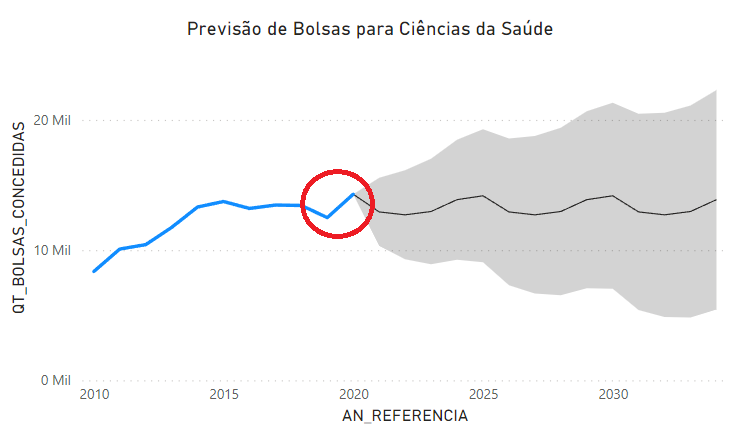 Previsão de Bolsas para Ciências da Saúde
QT_BOLSAS_CONCEDIDAS
20 Mil
10 Mil
0 Mil
2010 2015 2020 2025 2030
AN_REFERENCIA